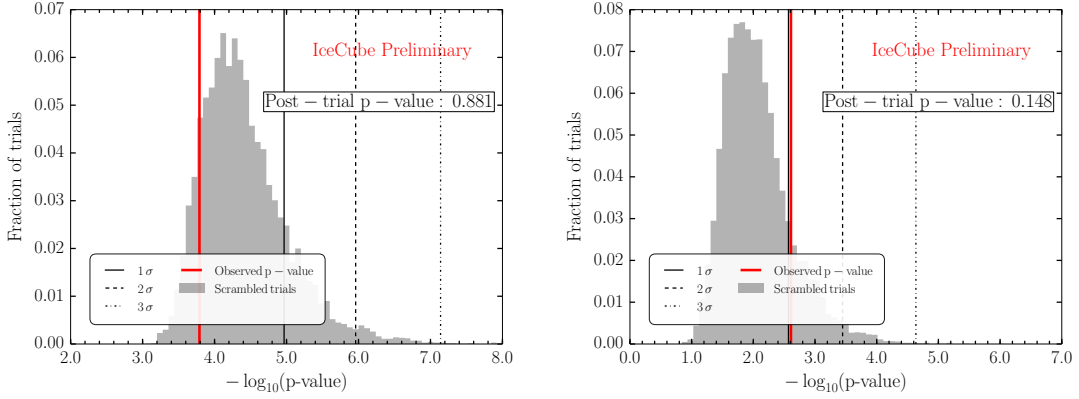 0.07
0.06
0.05
0.04
0.03
0.02
0.01
0.00
Fraction of trials
IceCube Preliminary
Post − trial p − value : 0.881
1 σ
2 σ
3 σ
Observed p − value
Scrambled trials
2.0 3.0 4.0 5.0 6.0 7.0 8.0
− log₁₀(p-value)
0.08
0.07
0.06
0.05
0.04
0.03
0.02
0.01
0.00
Fraction of trials
IceCube Preliminary
Post − trial p − value : 0.148
1 σ
2 σ
3 σ
Observed p − value
Scrambled trials
0.0 1.0 2.0 3.0 4.0 5.0 6.0 7.0
− log₁₀(p-value)